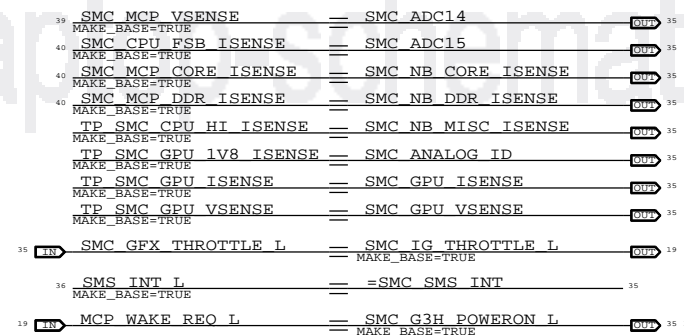 39 SMC_MCP_VSENSE = SMC_ADC14 OUT 35
MAKE_BASE=TRUE
40 SMC_CPU_FSB_ISENSE = SMC_ADC15 OUT 35
MAKE_BASE=TRUE
40 SMC_MCP_CORE_ISENSE = SMC_NB_CORE_ISENSE OUT 35
MAKE_BASE=TRUE
40 SMC_MCP_DDR_ISENSE = SMC_NB_DDR_ISENSE OUT 35
MAKE_BASE=TRUE
TP_SMC_CPU_HI_ISENSE = SMC_NB_MISC_ISENSE OUT 35
MAKE_BASE=TRUE
TP_SMC_GPU_1V8_ISENSE = SMC_ANALOG_ID OUT 35
MAKE_BASE=TRUE
TP_SMC_GPU_ISENSE = SMC_GPU_ISENSE OUT 35
MAKE_BASE=TRUE
TP_SMC_GPU_VSENSE = SMC_GPU_VSENSE OUT 35
MAKE_BASE=TRUE
35 IN SMC_GFX_THROTTLE_L = SMC_IG_THROTTLE_L OUT 19
MAKE_BASE=TRUE
36 SMS_INT_L = =SMC_SMS_INT 35
MAKE_BASE=TRUE
19 IN MCP_WAKE_REQ_L = SMC_G3H_POWERON_L OUT 35
MAKE_BASE=TRUE